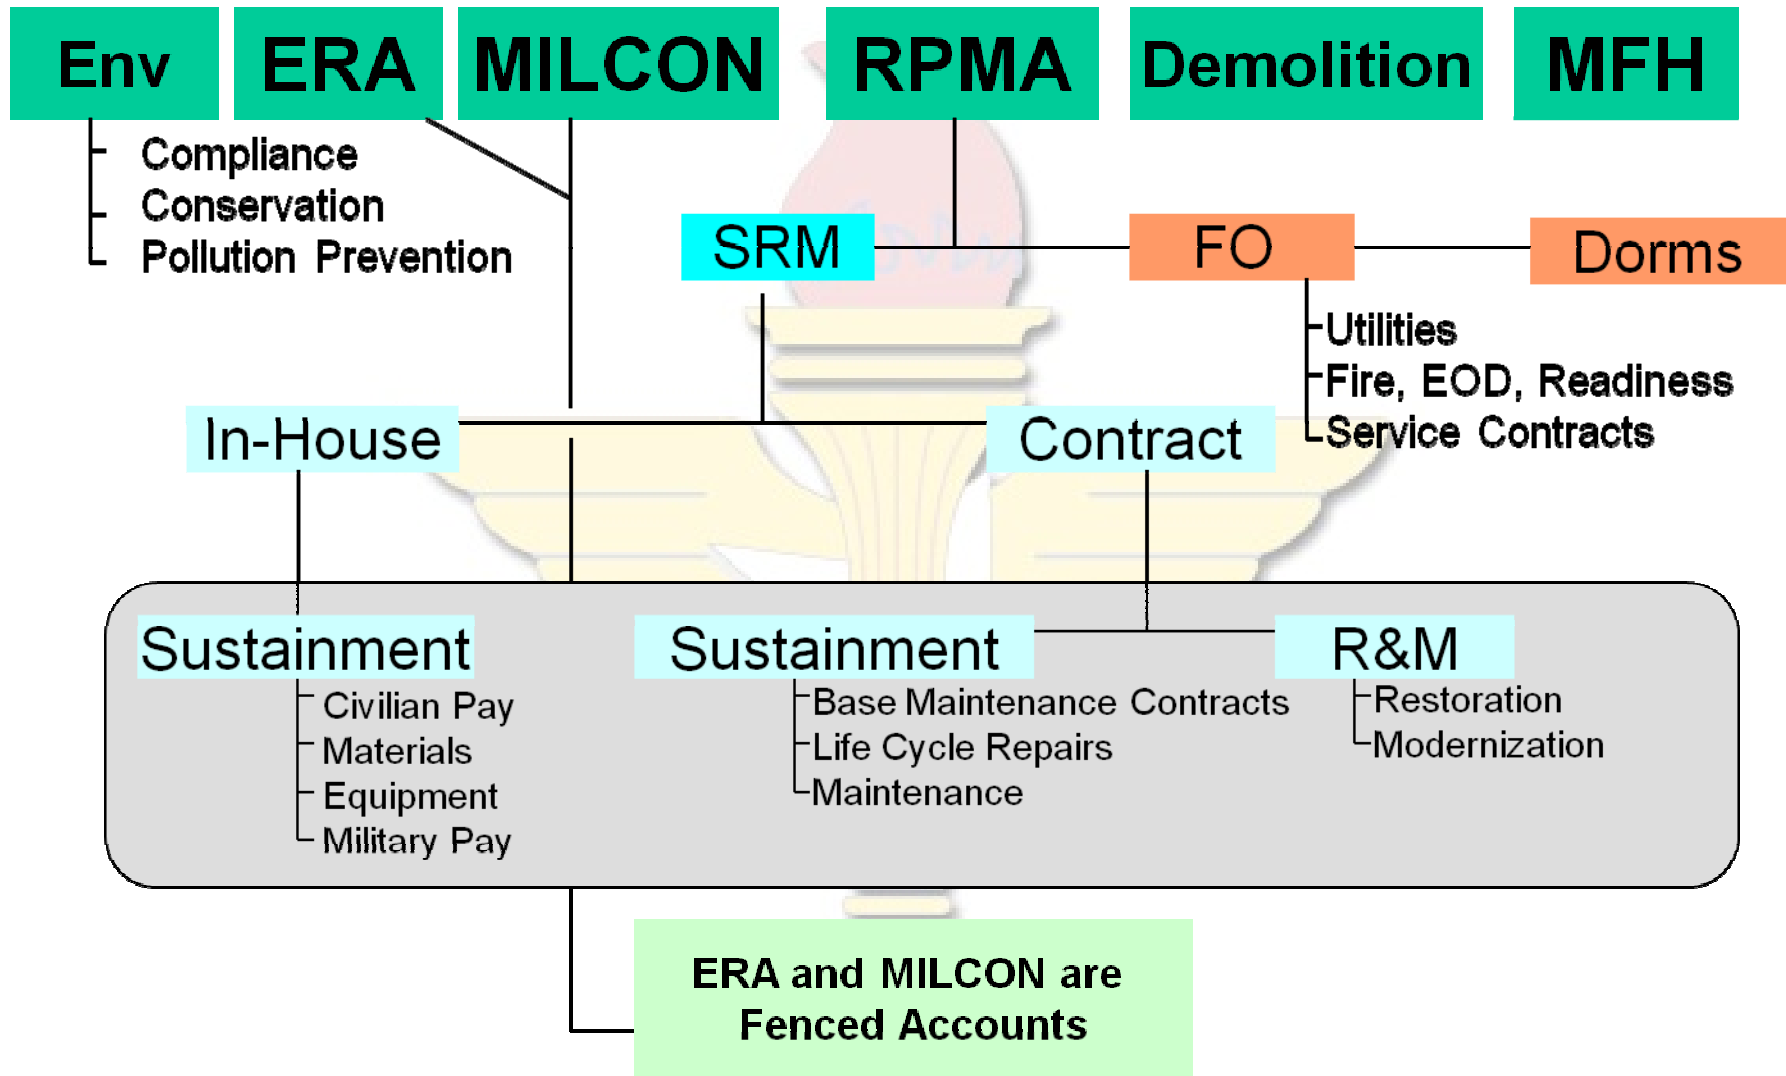 Env
ERA
MILCON
RPMA
Demolition
MFH
Compliance
Conservation
Pollution Prevention
SRM
FO
Dorms
Utilities
Fire, EOD, Readiness
Service Contracts
In-House
Contract
Sustainment
Civilian Pay
Materials
Equipment
Military Pay
Sustainment
Base Maintenance Contracts
Life Cycle Repairs
Maintenance
R&M
Restoration
Modernization
ERA and MILCON are
Fenced Accounts